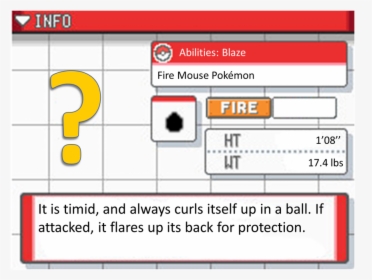 INFO
Abilities: Blaze
Fire Mouse Pokémon
?
FIRE
HT 1’08’’
WT 17.4 lbs
It is timid, and always curls itself up in a ball. If
attacked, it flares up its back for protection.